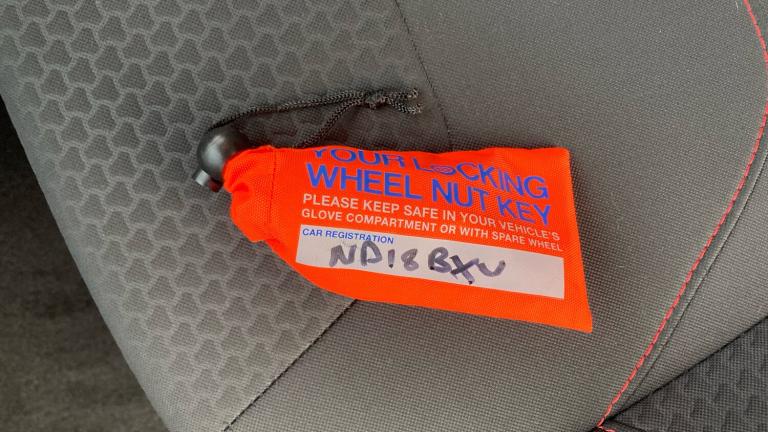 YOUR LOCKING
WHEEL NUT KEY
PLEASE KEEP SAFE IN YOUR VEHICLE'S
GLOVE COMPARTMENT OR WITH SPARE WHEEL
CAR REGISTRATION
ND18 BXV